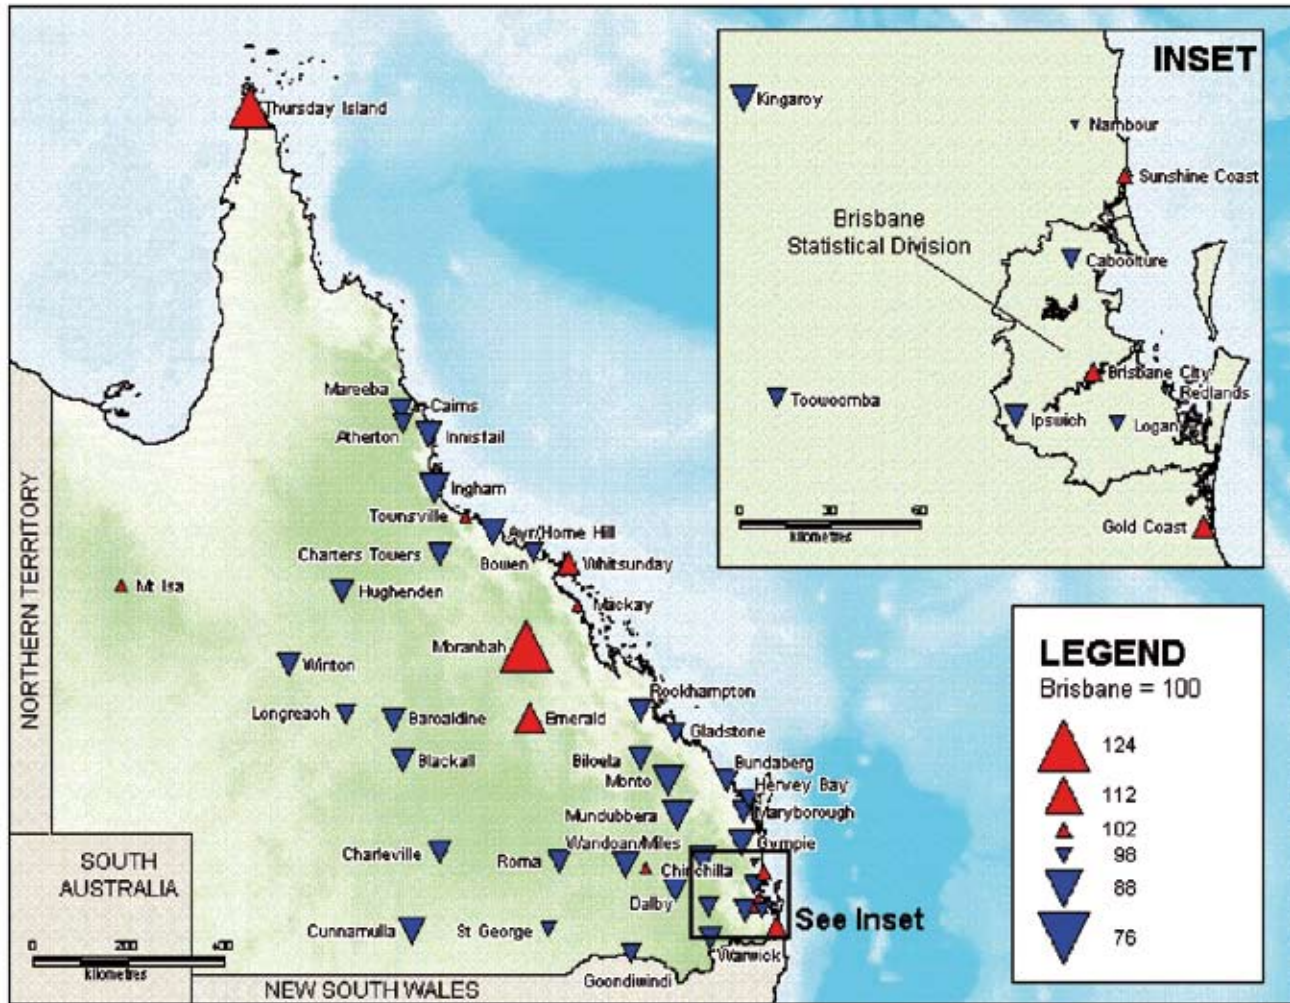 Thursday Island
Mareeba
Cairns
Atherton
Innisfail
Ingham
Townsville
Ayr/Home Hill
Charters Towers
Bowen
Whitsunday
Mt Isa
Hughenden
Mackay
Moranbah
Winton
Rockhampton
Longreach
Barcaldine
Emerald
Gladstone
Blackall
Biloela
Bundaberg
Monto
Hervey Bay
Mundubbera
Maryborough
Wandoan/Miles
Gympie
Charleville
Roma
Chinchilla
Dalby
Cunnamulla
St George
See Inset
Warwick
Goondiwindi
NORTHERN TERRITORY
SOUTH
AUSTRALIA
NEW SOUTH WALES
0 200 400
kilometres
INSET
Kingaroy
Nambour
Sunshine Coast
Brisbane
Statistical Division
Caboolture
Brisbane City
Redlands
Toowoomba
Ipswich
Logan
Gold Coast
0 30 60
kilometres
LEGEND
Brisbane = 100
124
112
102
98
88
76